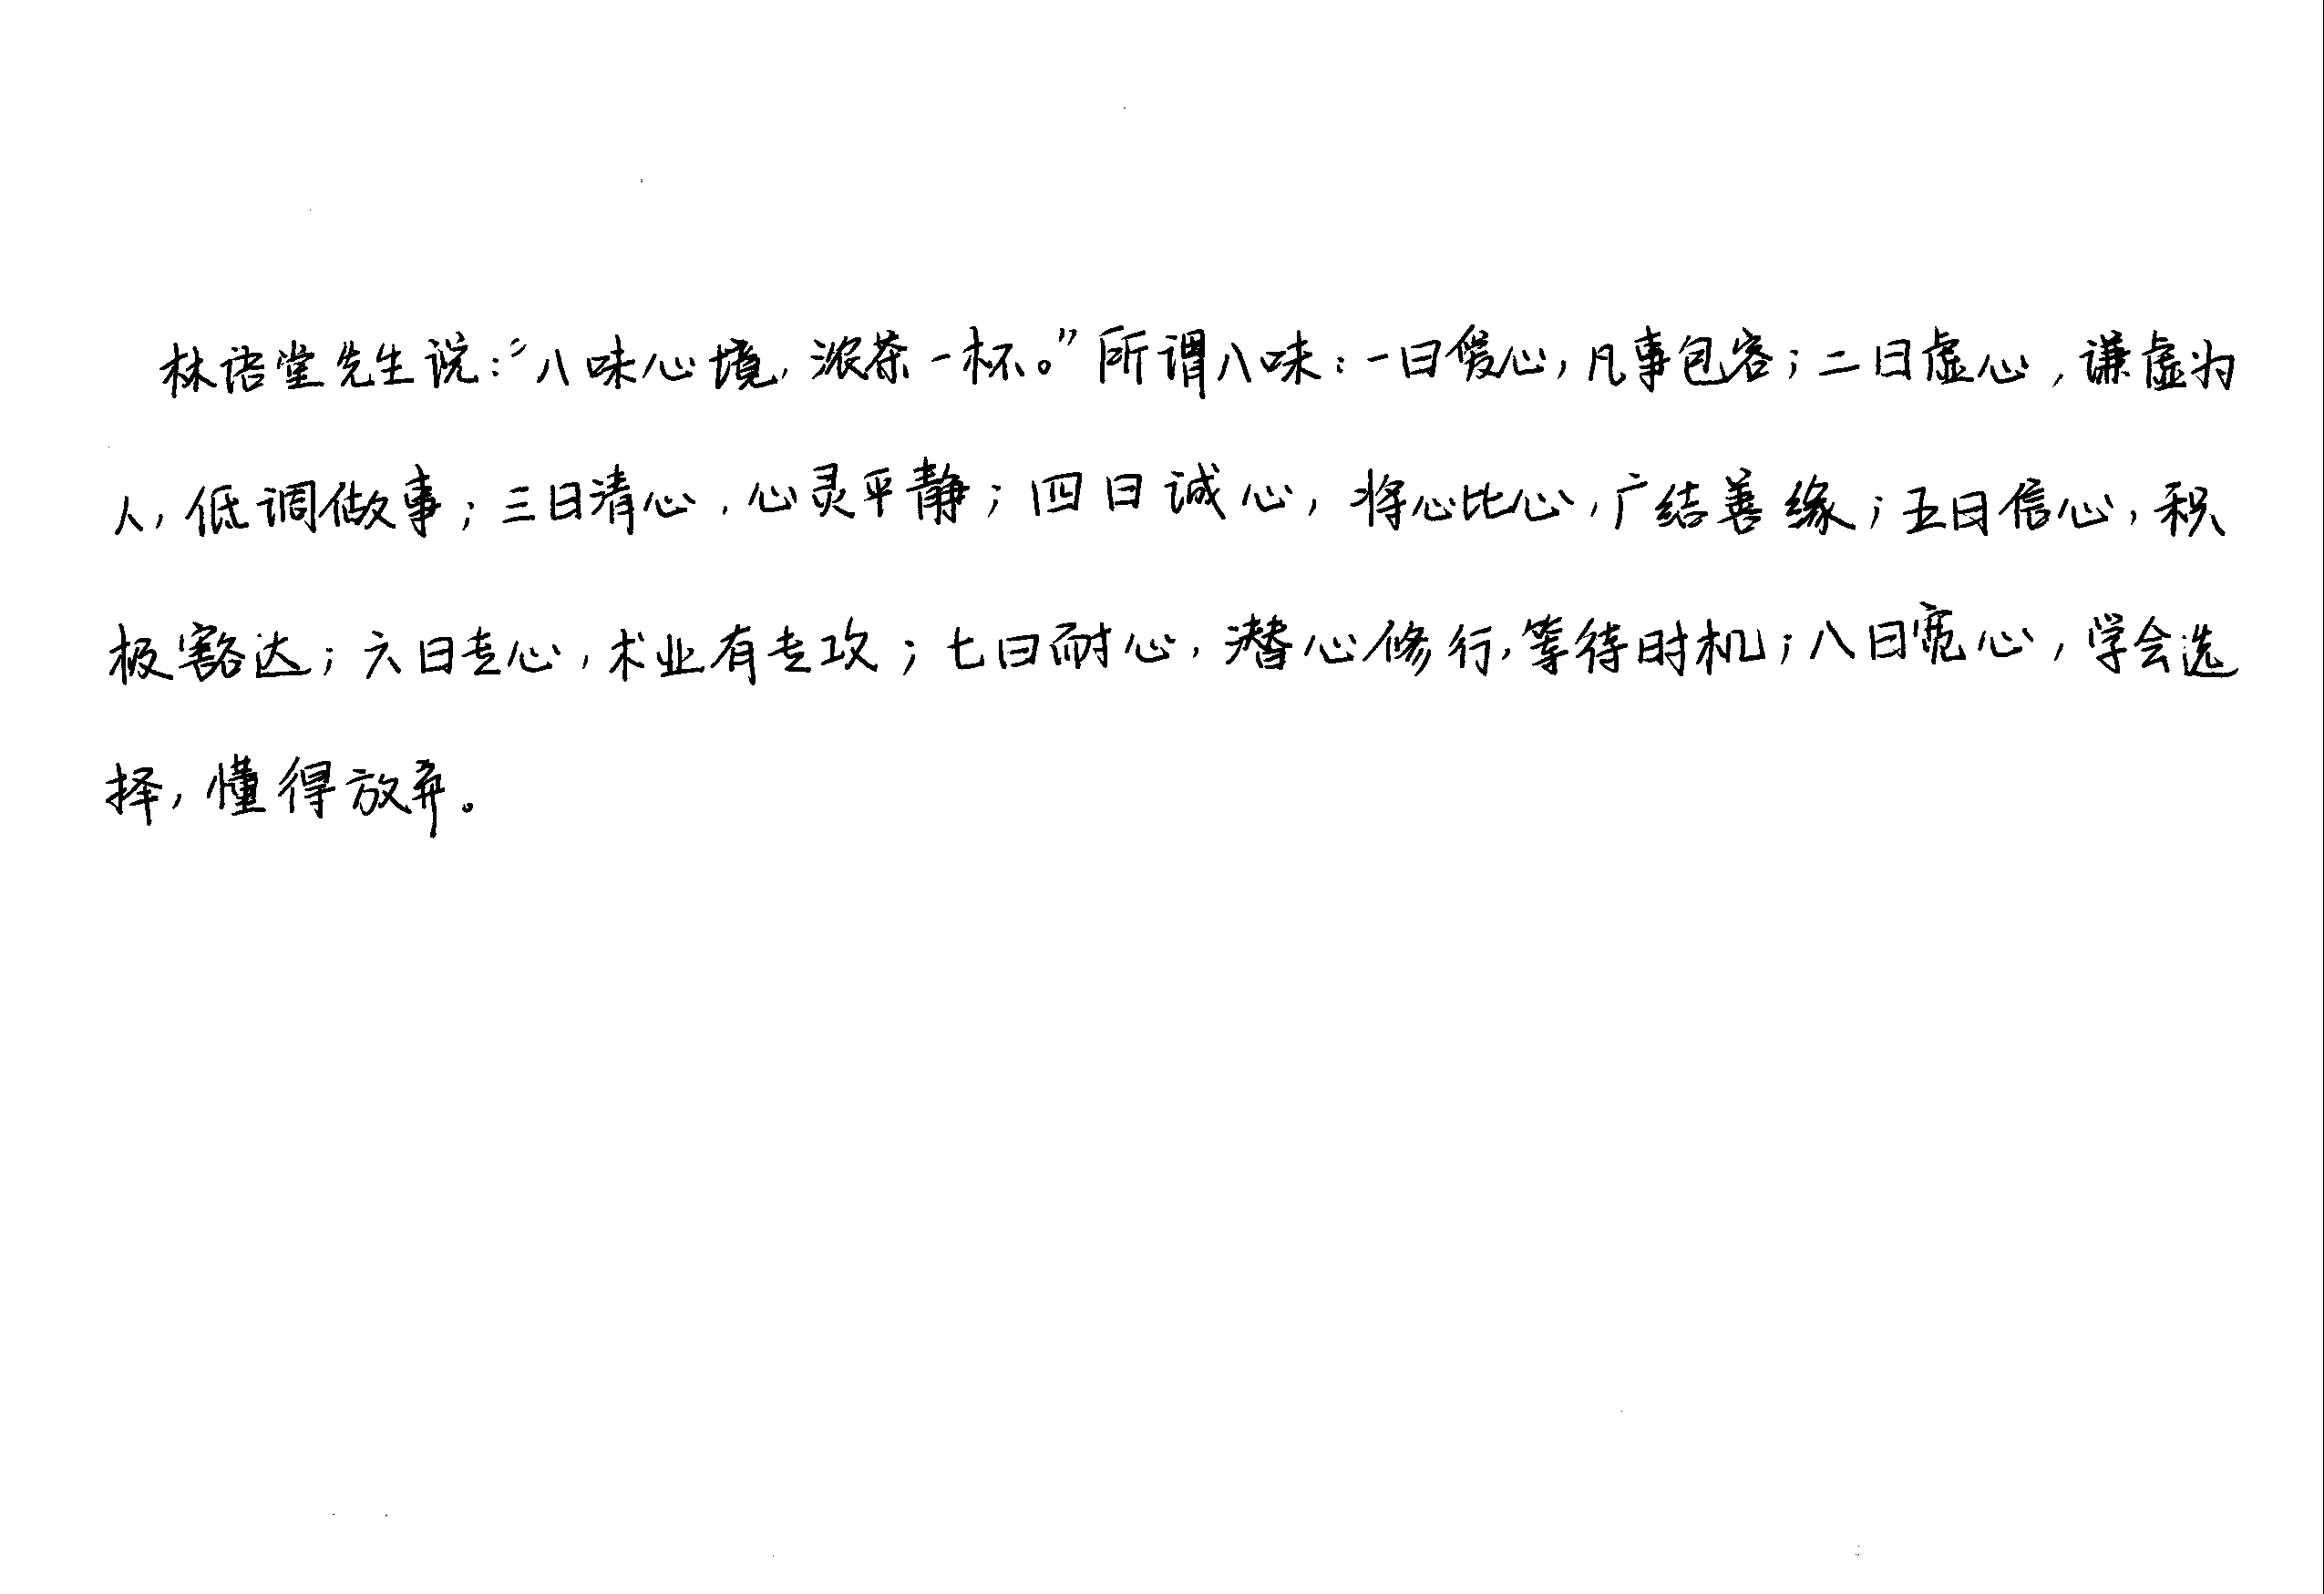 林语堂先生说：“八味心境，浓茶一杯。”所谓八味：一曰爱心，凡事包容；二曰虚心，谦虚为
人，低调做事；三曰清心，心灵平静；四曰诚心，将心比心，广结善缘；五曰信心，积
极豁达；六曰专心，术业有专攻；七曰耐心，潜心修行，等待时机；八曰宽心，学会选
择，懂得放弃。